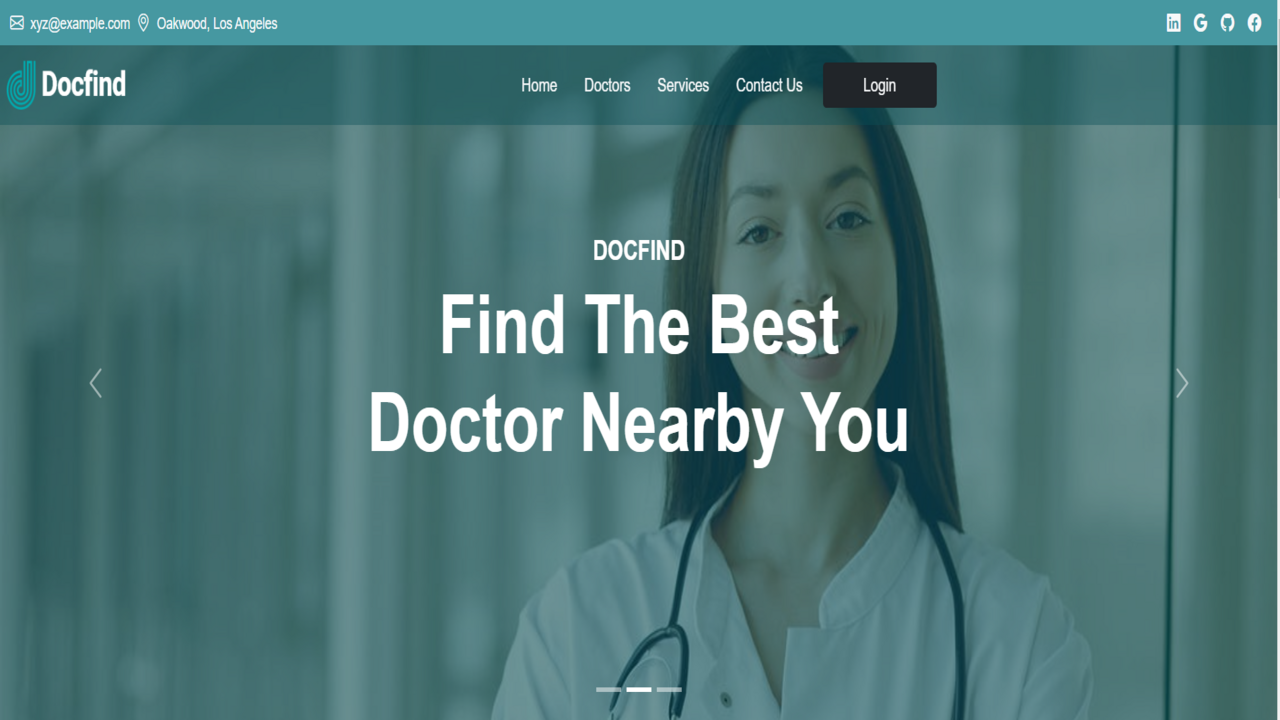 xyz@example.com Oakwood, Los Angeles
Docfind Home Doctors Services Contact Us Login
DOCFIND
Find The Best
Doctor Nearby You